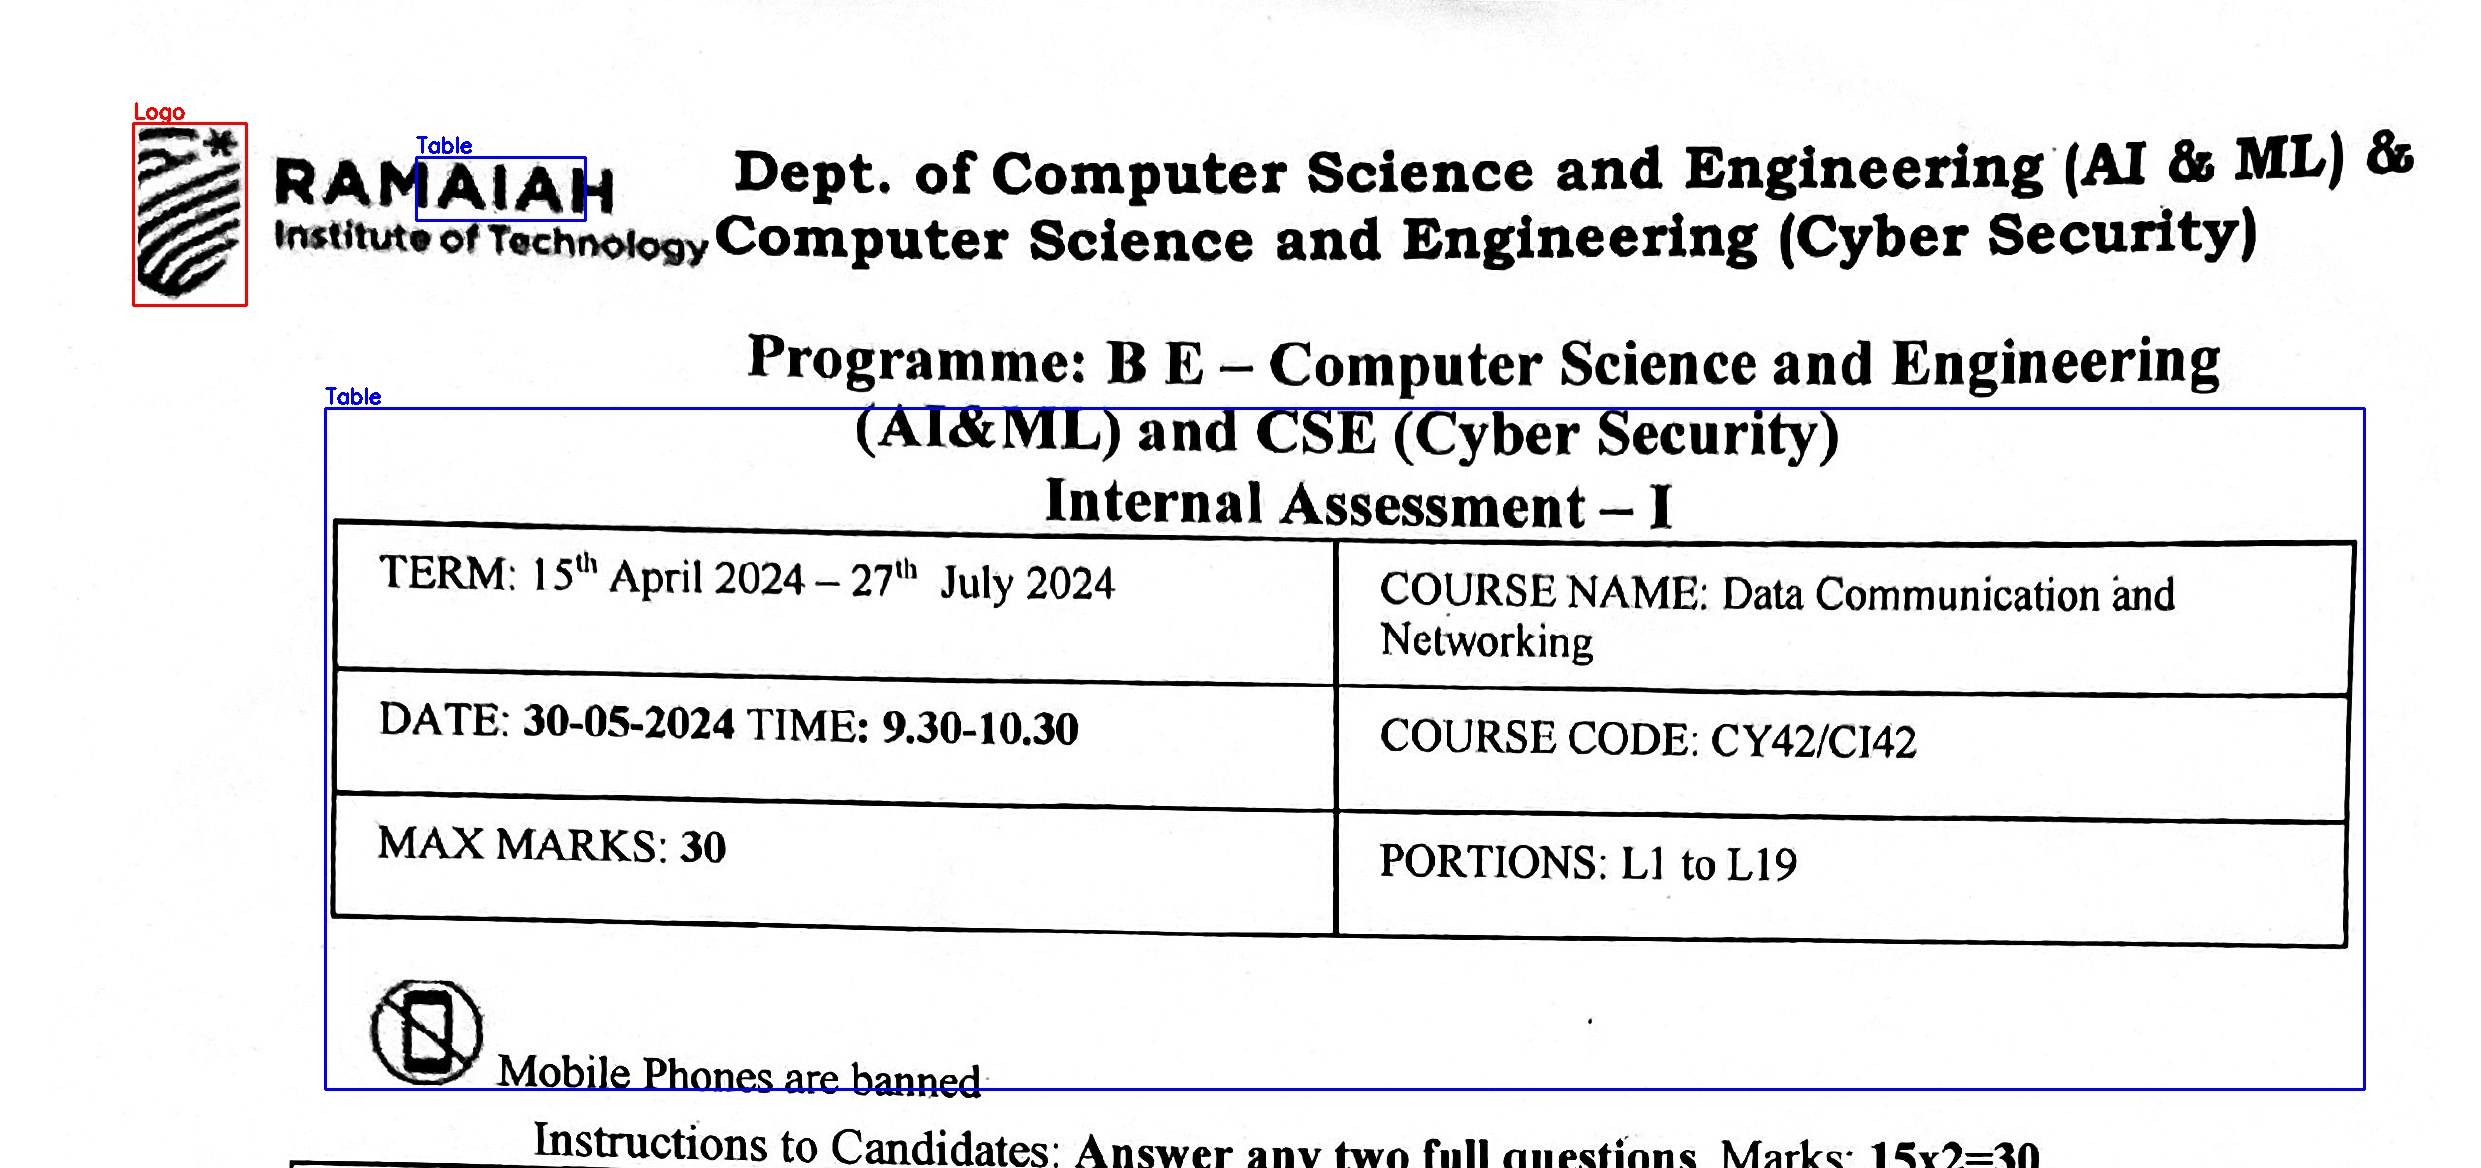 Logo
Table
RAMAIAH
Institute of Technology
Dept. of Computer Science and Engineering (AI & ML) &
Computer Science and Engineering (Cyber Security)
Programme: B E – Computer Science and Engineering
Table
(AI&ML) and CSE (Cyber Security)
Internal Assessment – I
TERM: 15th April 2024 – 27th July 2024
COURSE NAME: Data Communication and
Networking
DATE: 30-05-2024 TIME: 9.30-10.30
COURSE CODE: CY42/CI42
MAX MARKS: 30
PORTIONS: L1 to L19
Mobile Phones are banned
Instructions to Candidates: Answer any two full questions Marks: 15x2=30